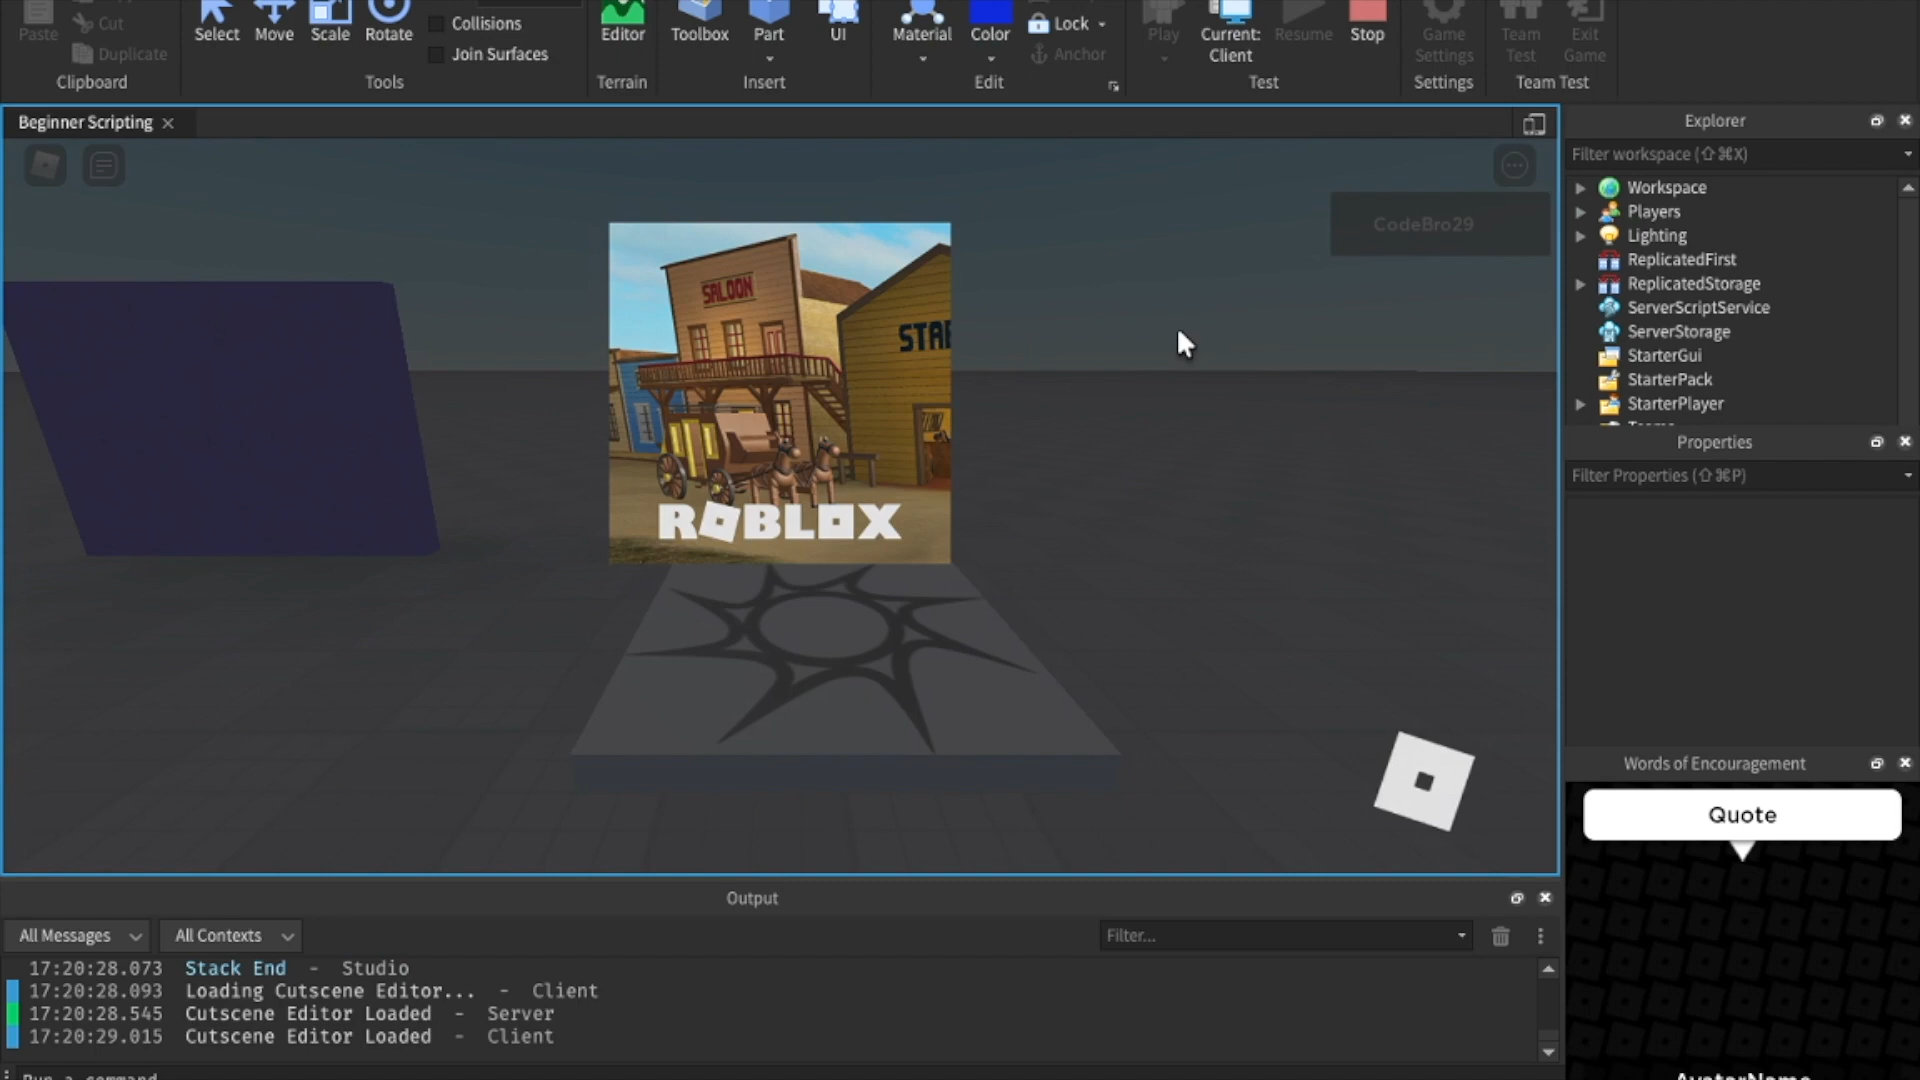 Paste
Cut
Duplicate
Clipboard
Select
Move
Scale
Rotate
Collisions
Join Surfaces
Tools
Editor
Terrain
Toolbox
Part
UI
Insert
Material
Color
Lock
Anchor
Edit
Play
Current:
Client
Resume
Stop
Test
Game
Settings
Settings
Team
Test
Exit
Game
Team Test
Beginner Scripting
CodeBro29
SALOON
STAB
ROBLOX
Explorer
Filter workspace (⇧⌘X)
Workspace
Players
Lighting
ReplicatedFirst
ReplicatedStorage
ServerScriptService
ServerStorage
StarterGui
StarterPack
StarterPlayer
Teams
Properties
Filter Properties (⇧⌘P)
Words of Encouragement
Quote
AvatarName
Output
All Messages
All Contexts
Filter...
17:20:28.073 Stack End - Studio
17:20:28.093 Loading Cutscene Editor... - Client
17:20:28.545 Cutscene Editor Loaded - Server
17:20:29.015 Cutscene Editor Loaded - Client
Run a command